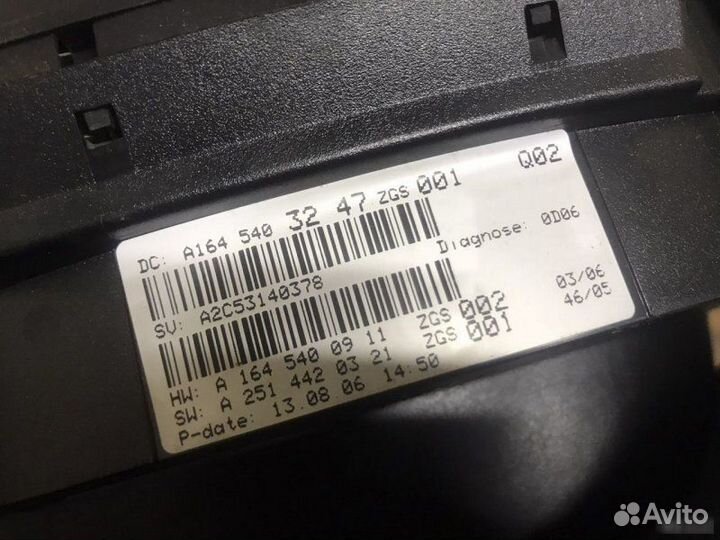 Q02
DC: A164 540 32 47 ZGS 001
Diagnose: 0D06
SV: A2C53140378
03/06
46/05
HW: A 164 540 09 11 ZGS 002
SW: A 251 442 03 21 ZGS 001
P-date: 13.08.06 14:50
Avito